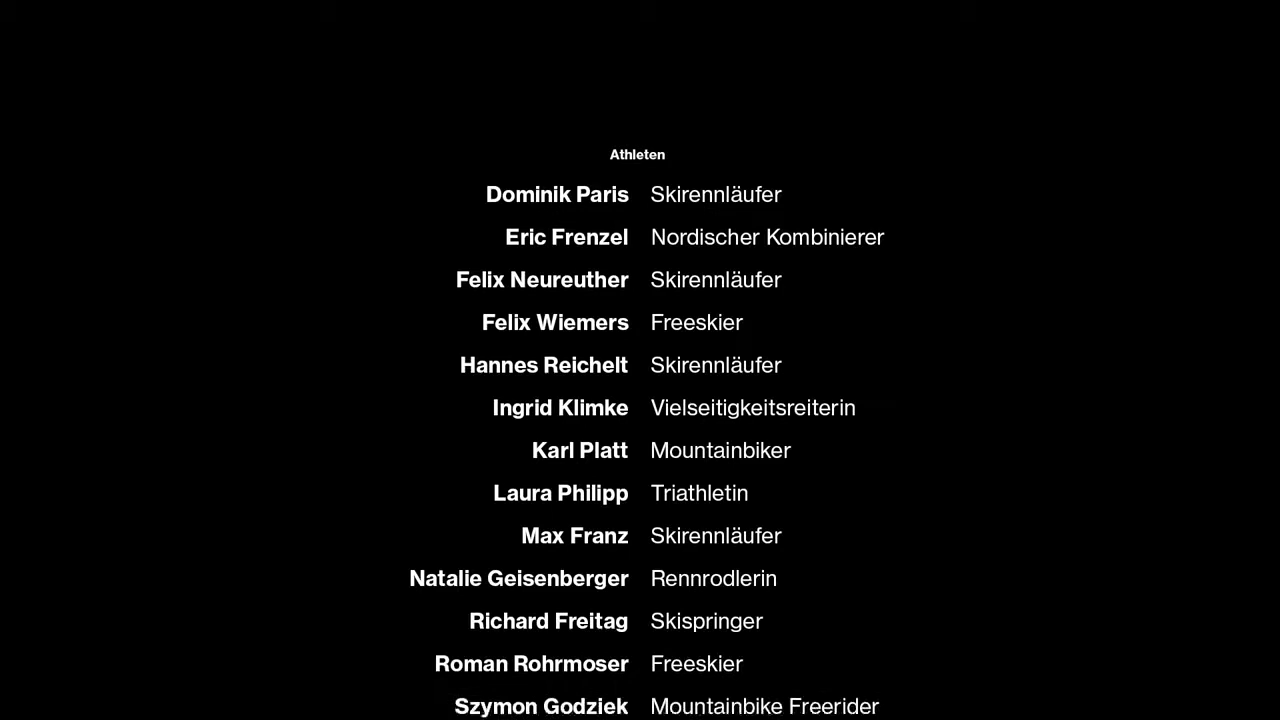 Athleten
Dominik Paris Skirennläufer
Eric Frenzel Nordischer Kombinierer
Felix Neureuther Skirennläufer
Felix Wiemers Freeskier
Hannes Reichelt Skirennläufer
Ingrid Klimke Vielseitigkeitsreiterin
Karl Platt Mountainbiker
Laura Philipp Triathletin
Max Franz Skirennläufer
Natalie Geisenberger Rennrodlerin
Richard Freitag Skispringer
Roman Rohrmoser Freeskier
Szymon Godziek Mountainbike Freerider